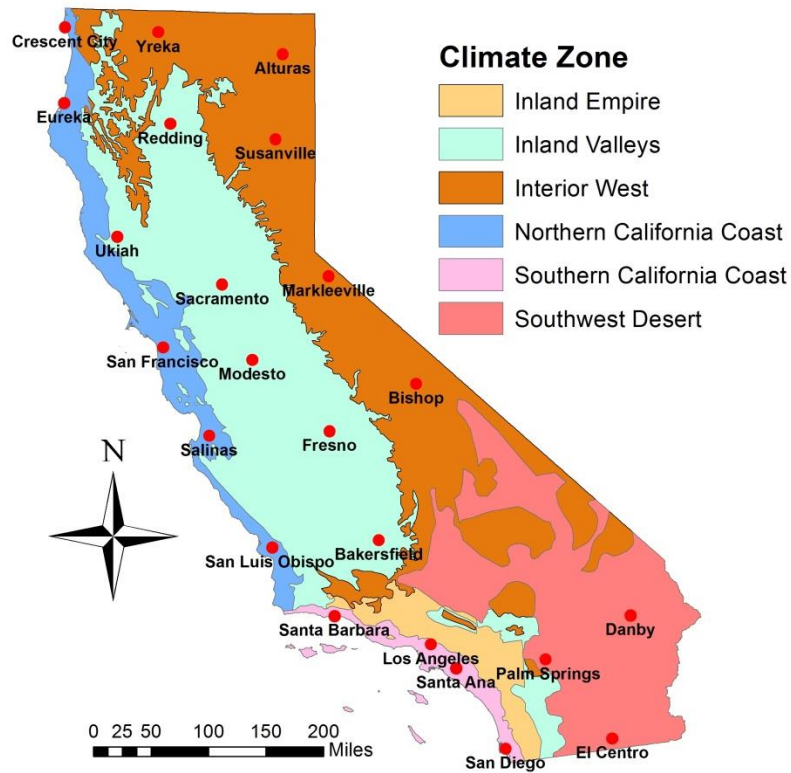 Crescent City
Yreka
Alturas
Eureka
Redding
Susanville
Ukiah
Sacramento
Markleeville
San Francisco
Modesto
Bishop
Salinas
Fresno
San Luis Obispo
Bakersfield
Santa Barbara
Danby
Los Angeles
Palm Springs
Santa Ana
San Diego
El Centro
Climate Zone
Inland Empire
Inland Valleys
Interior West
Northern California Coast
Southern California Coast
Southwest Desert
N
0 25 50 100 150 200
Miles